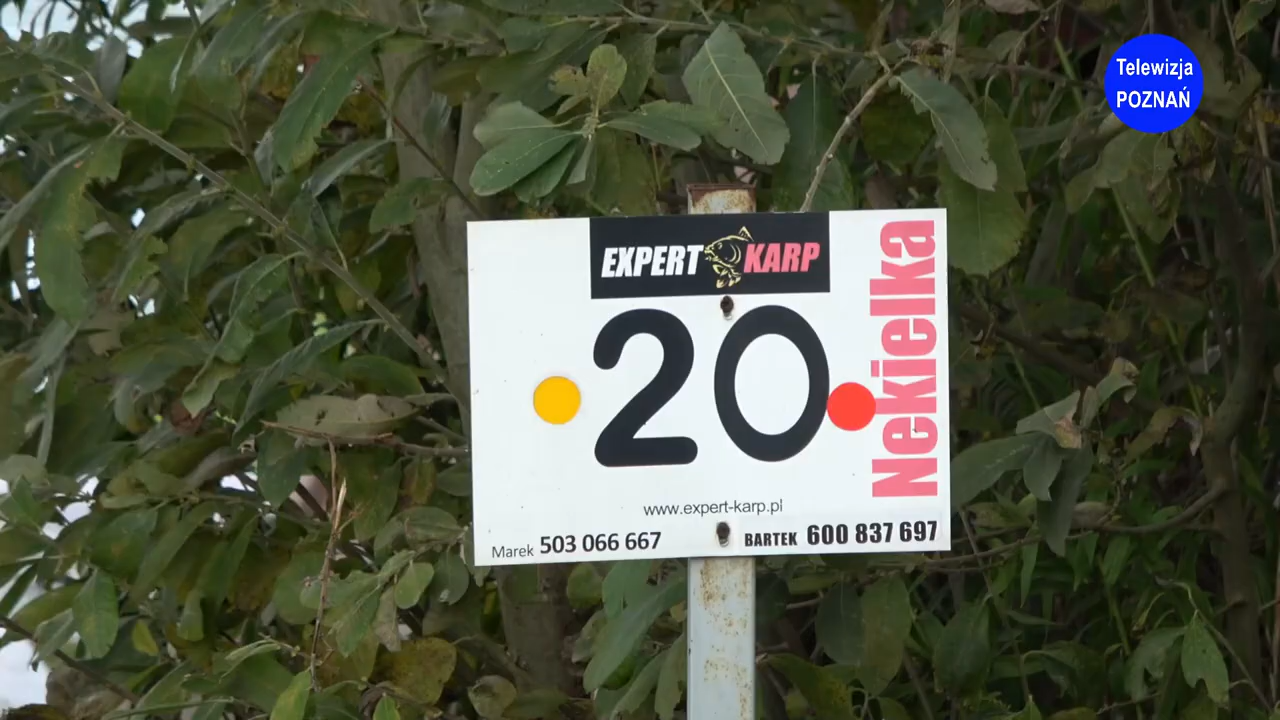 Telewizja
POZNAŃ
EXPERT KARP
20
Nekielka
www.expert-karp.pl
Marek 503 066 667
BARTEK 600 837 697